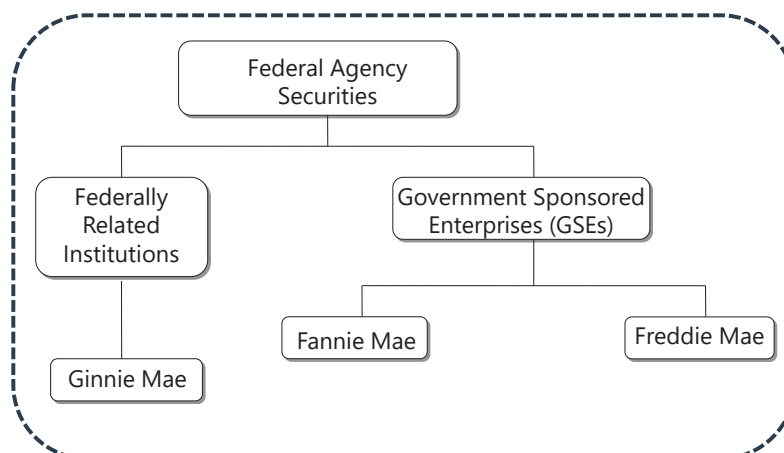 Federal Agency
Securities
Federally
Related
Institutions
Government Sponsored
Enterprises (GSEs)
Fannie Mae
Freddie Mae
Ginnie Mae